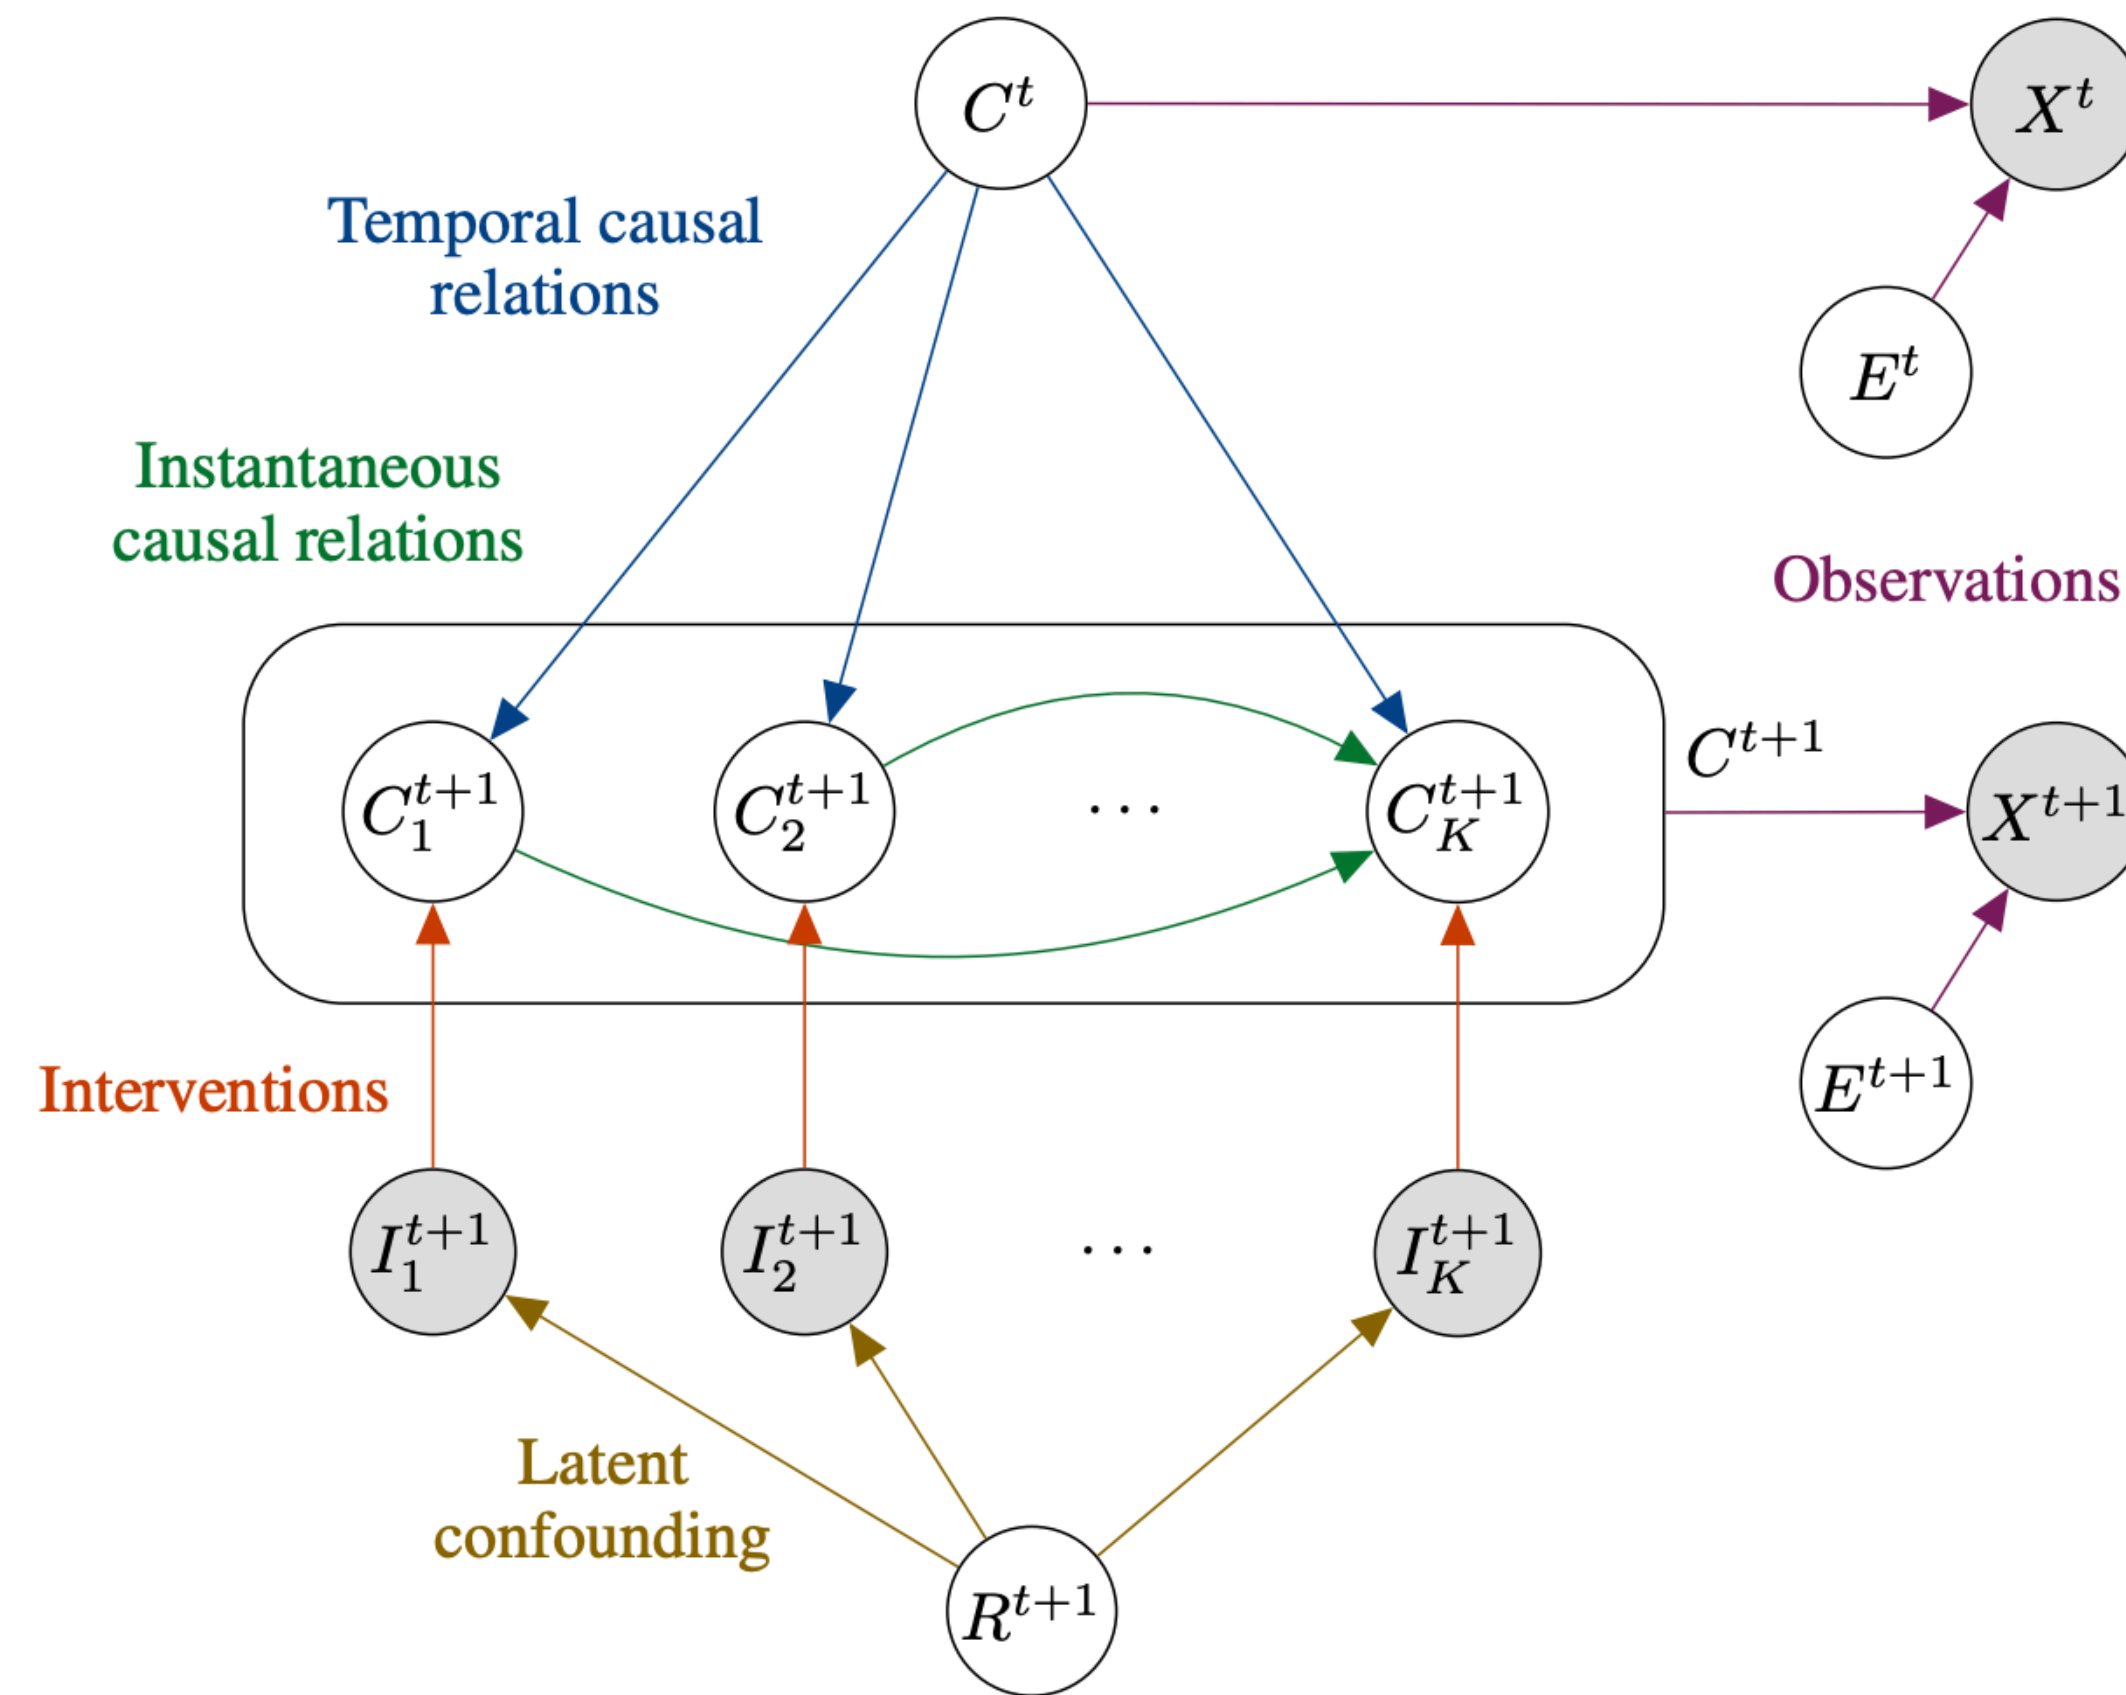 C^t
X^t
Temporal causal
relations
E^t
Instantaneous
causal relations
Observations
C^{t+1}
C_1^{t+1}
C_2^{t+1}
...
C_K^{t+1}
X^{t+1}
Interventions
E^{t+1}
I_1^{t+1}
I_2^{t+1}
...
I_K^{t+1}
Latent
confounding
R^{t+1}